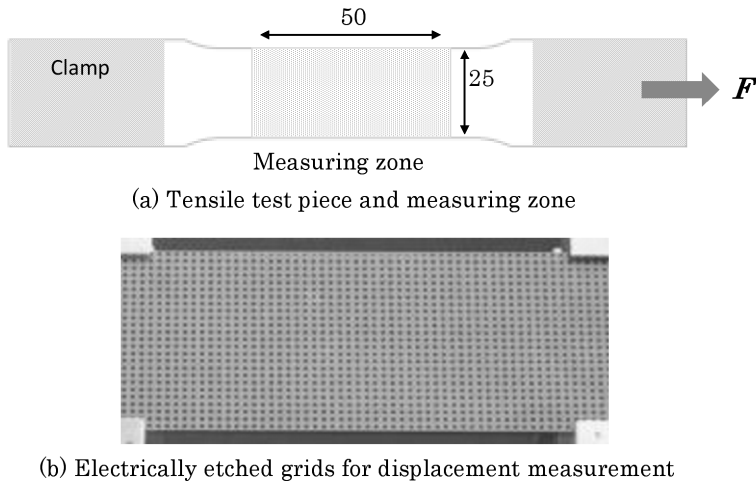 50
Clamp
25
F
Measuring zone
(a) Tensile test piece and measuring zone
(b) Electrically etched grids for displacement measurement